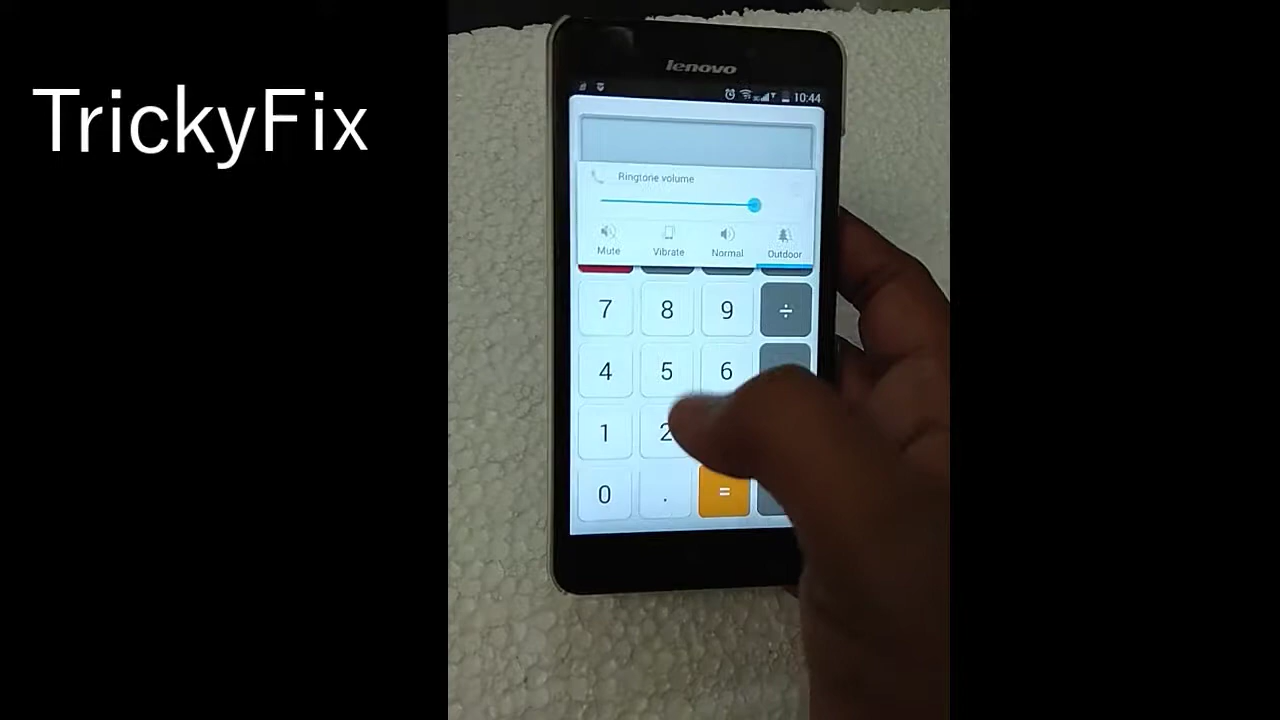 TrickyFix
lenovo
10:44
Ringtone volume
Mute Vibrate Normal Outdoor
7 8 9 ÷
4 5 6
1 2
0 . =